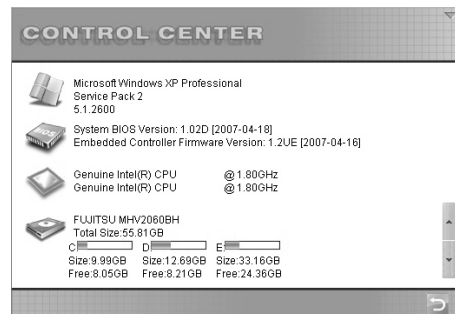 CONTROL CENTER
Microsoft Windows XP Professional
Service Pack 2
5.1.2600
BIOS
System BIOS Version: 1.02D [2007-04-18]
Embedded Controller Firmware Version: 1.2UE [2007-04-16]
Genuine Intel(R) CPU @ 1.80GHz
Genuine Intel(R) CPU @ 1.80GHz
FUJITSU MHV2060BH
Total Size:55.81GB
C: D: E:
Size:9.99GB Size:12.69GB Size:33.16GB
Free:8.05GB Free:8.21GB Free:24.36GB